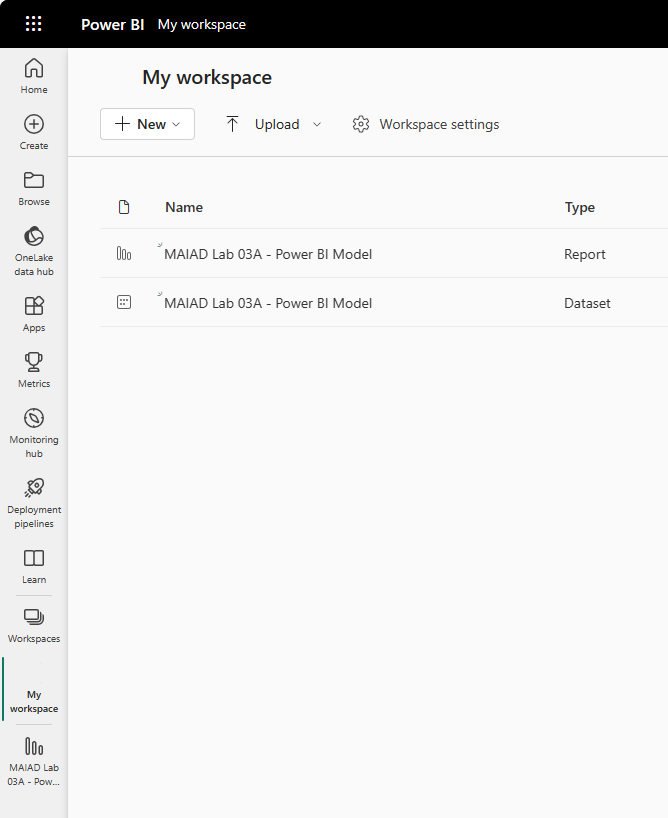 Power BI My workspace
Home
Create
Browse
OneLake
data hub
Apps
Metrics
Monitoring
hub
Deployment
pipelines
Learn
Workspaces
My
workspace
MAIAD Lab
03A - Pow...
My workspace
New
Upload
Workspace settings
Name Type
MAIAD Lab 03A - Power BI Model Report
MAIAD Lab 03A - Power BI Model Dataset